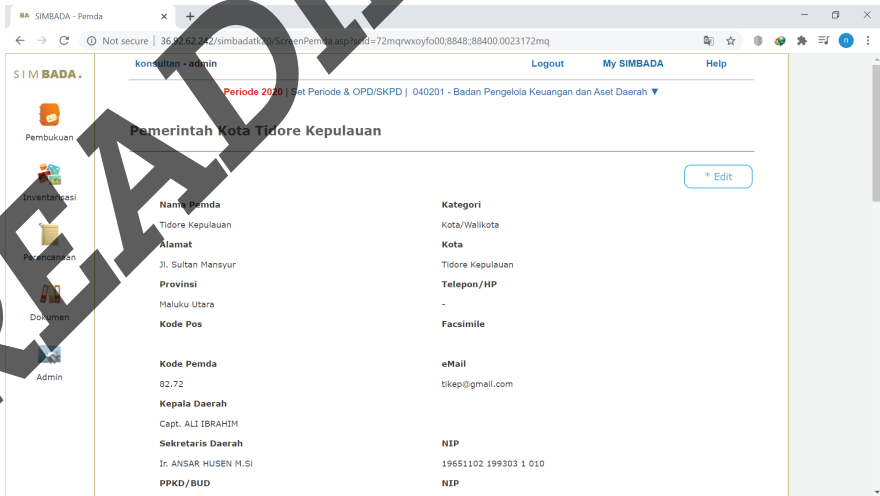 SIMBADA - Pemda
Not secure | 36.92.62.242/simbadatk20/ScreenPemda.asp?scid=72mqrwxoyfo00;8848;;88400.0023172mq
SIMBADA.
konsultan - admin Logout My SIMBADA Help
Periode 2020 | Set Periode & OPD/SKPD | 040201 - Badan Pengelola Keuangan dan Aset Daerah ▼
Pembukuan
Pemerintah Kota Tidore Kepulauan
* Edit
Inventarisasi
Nama Pemda Kategori
Tidore Kepulauan Kota/Walikota
Alamat Kota
Perencanaan
Jl. Sultan Mansyur Tidore Kepulauan
Provinsi Telepon/HP
Maluku Utara -
Dokumen
Kode Pos Facsimile
Kode Pemda eMail
Admin
82.72 tikep@gmail.com
Kepala Daerah
Capt. ALI IBRAHIM
Sekretaris Daerah NIP
Ir. ANSAR HUSEN M.Si 19651102 199303 1 010
PPKD/BUD NIP